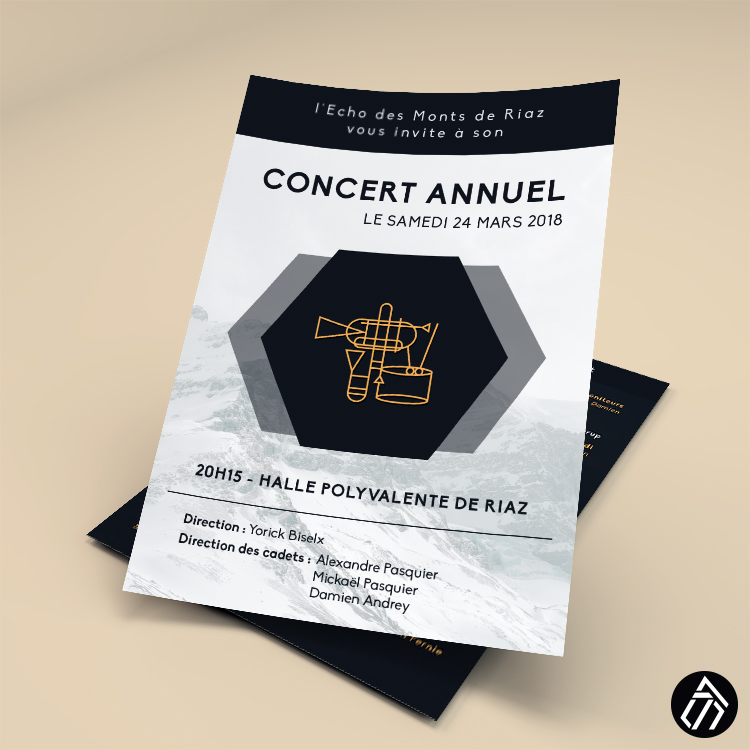 l'Echo des Monts de Riaz
vous invite à son
CONCERT ANNUEL
LE SAMEDI 24 MARS 2018
20H15 - HALLE POLYVALENTE DE RIAZ
Direction : Yorick Biselx
Direction des cadets : Alexandre Pasquier
Mickaël Pasquier
Damien Andrey
Damien